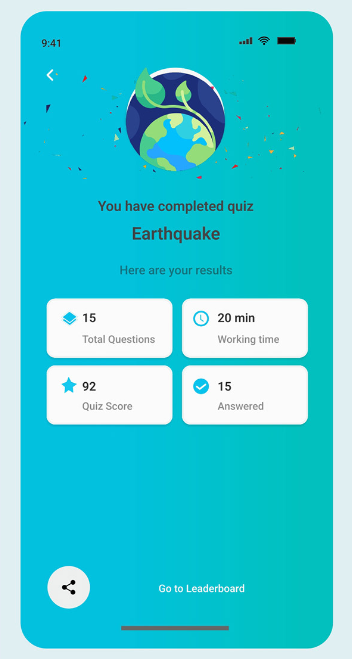 9:41
You have completed quiz
Earthquake
Here are your results
15
Total Questions
20 min
Working time
92
Quiz Score
15
Answered
Go to Leaderboard